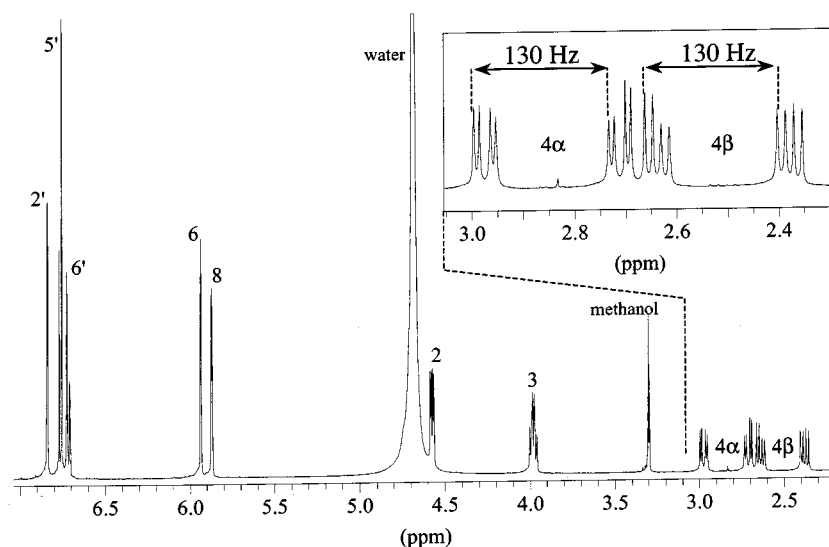 5'
130 Hz 130 Hz
water
4α 4β
2'
6'
6
8
3.0 2.8 2.6 2.4
(ppm)
methanol
2
3
4α 4β
6.5 6.0 5.5 5.0 4.5 4.0 3.5 3.0 2.5
(ppm)